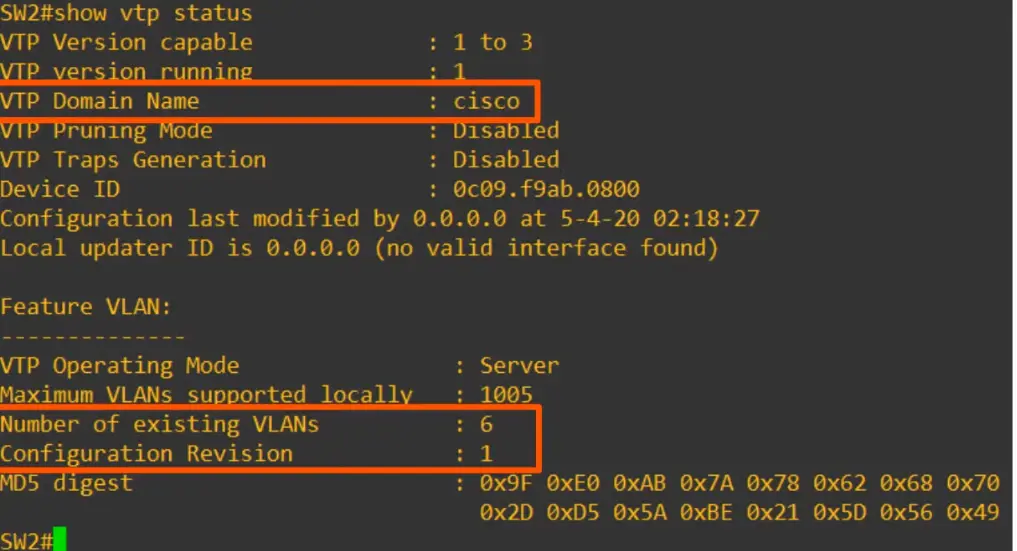 SW2#show vtp status
VTP Version capable : 1 to 3
VTP version running : 1
VTP Domain Name : cisco
VTP Pruning Mode : Disabled
VTP Traps Generation : Disabled
Device ID : 0c09.f9ab.0800
Configuration last modified by 0.0.0.0 at 5-4-20 02:18:27
Local updater ID is 0.0.0.0 (no valid interface found)
Feature VLAN:
--------------
VTP Operating Mode : Server
Maximum VLANs supported locally : 1005
Number of existing VLANs : 6
Configuration Revision : 1
MD5 digest : 0x9F 0xE0 0xAB 0x7A 0x78 0x62 0x68 0x70
0x2D 0xD5 0x5A 0xBE 0x21 0x5D 0x56 0x49
SW2#